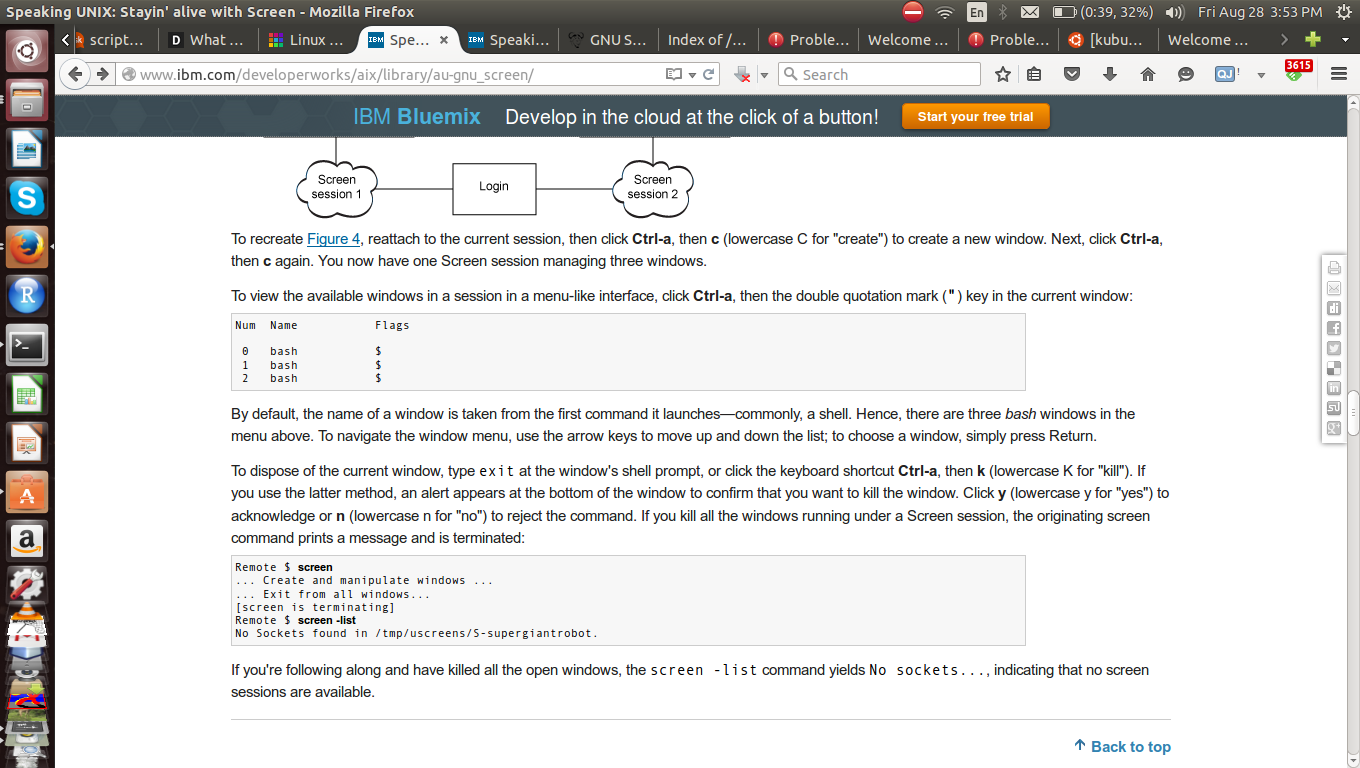 Speaking UNIX: Stayin' alive with Screen - Mozilla Firefox
En
(0:39, 32%)
Fri Aug 28 3:53 PM
script...
What ...
Linux ...
Spe...
Speaki...
GNU S...
Index of /...
Proble...
Welcome ...
Proble...
[kubu...
Welcome ...
www.ibm.com/developerworks/aix/library/au-gnu_screen/
Search
QJ
3615
IBM Bluemix Develop in the cloud at the click of a button! Start your free trial
Screen
session 1
Login
Screen
session 2
To recreate Figure 4, reattach to the current session, then click Ctrl-a, then c (lowercase C for "create") to create a new window. Next, click Ctrl-a,
then c again. You now have one Screen session managing three windows.
To view the available windows in a session in a menu-like interface, click Ctrl-a, then the double quotation mark (") key in the current window:
Num Name Flags
0 bash $
1 bash $
2 bash $
By default, the name of a window is taken from the first command it launches—commonly, a shell. Hence, there are three bash windows in the
menu above. To navigate the window menu, use the arrow keys to move up and down the list; to choose a window, simply press Return.
To dispose of the current window, type exit at the window's shell prompt, or click the keyboard shortcut Ctrl-a, then k (lowercase K for "kill"). If
you use the latter method, an alert appears at the bottom of the window to confirm that you want to kill the window. Click y (lowercase y for "yes") to
acknowledge or n (lowercase n for "no") to reject the command. If you kill all the windows running under a Screen session, the originating screen
command prints a message and is terminated:
Remote $ screen
... Create and manipulate windows ...
... Exit from all windows...
[screen is terminating]
Remote $ screen -list
No Sockets found in /tmp/uscreens/S-supergiantrobot.
If you're following along and have killed all the open windows, the screen -list command yields No sockets..., indicating that no screen
sessions are available.
Back to top